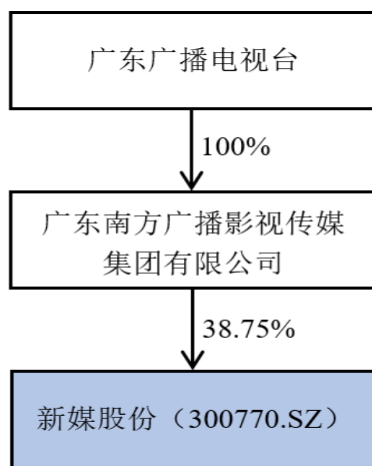 广东广播电视台
100%
广东南方广播影视传媒
集团有限公司
38.75%
新媒股份（300770.SZ）